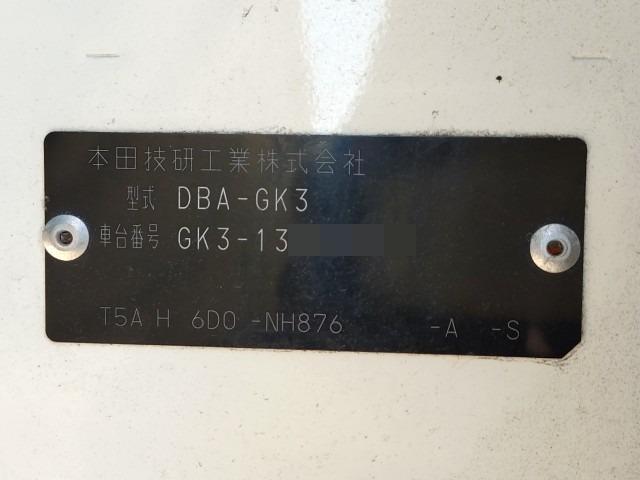 本田技研工業株式会社
型式 DBA-GK3
車台番号 GK3-13
T5A H 6D0 -NH876 -A -S